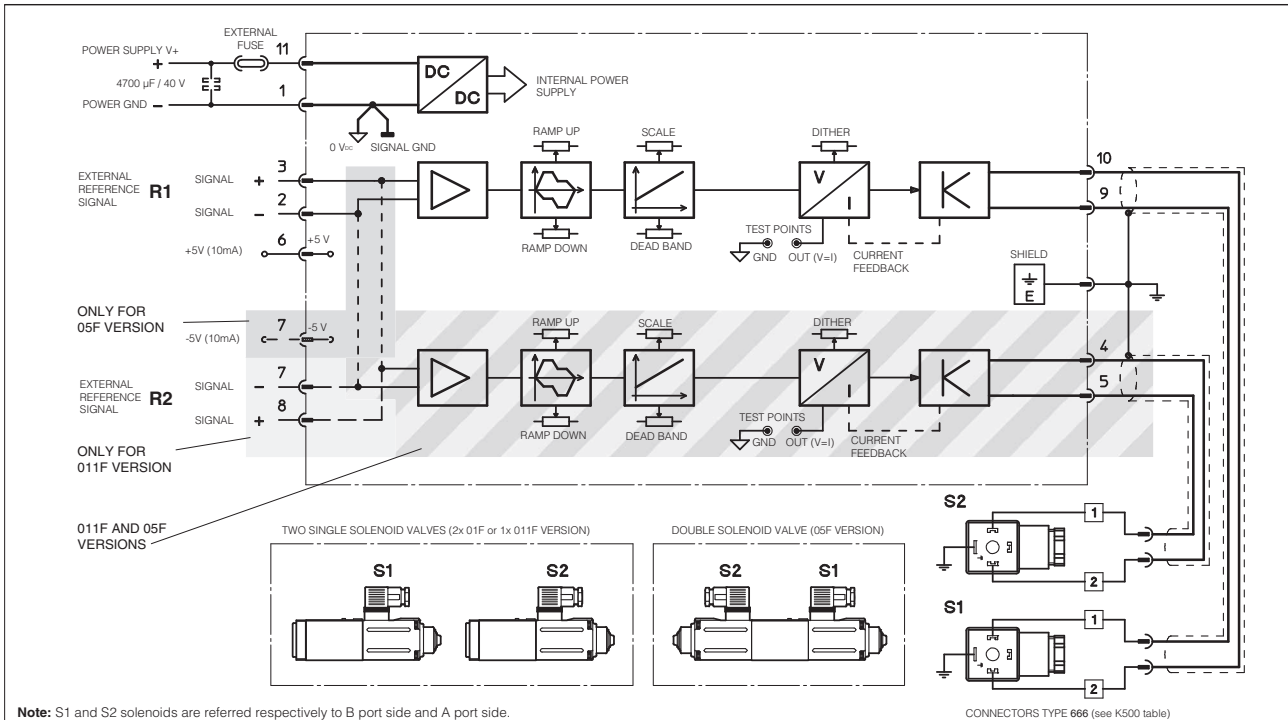 EXTERNAL
FUSE
POWER SUPPLY V+
+
11
4700 µF / 40 V
1
POWER GND −
DC
DC
INTERNAL POWER
SUPPLY
0 VDC
SIGNAL GND
RAMP UP
SCALE
DITHER
EXTERNAL
REFERENCE
SIGNAL
R1
SIGNAL + 3
SIGNAL − 2
+5V (10mA)
6
+5 V
V
I
10
9
RAMP DOWN
DEAD BAND
TEST POINTS
GND OUT (V=I)
CURRENT
FEEDBACK
SHIELD
E
ONLY FOR
05F VERSION
7
-5 V
-5V (10mA)
RAMP UP
SCALE
DITHER
EXTERNAL
REFERENCE
SIGNAL
R2
SIGNAL − 7
SIGNAL + 8
V
I
4
5
RAMP DOWN
DEAD BAND
TEST POINTS
GND OUT (V=I)
CURRENT
FEEDBACK
ONLY FOR
011F VERSION
011F AND 05F
VERSIONS
TWO SINGLE SOLENOID VALVES (2x 01F or 1x 011F VERSION)
S1
S2
DOUBLE SOLENOID VALVE (05F VERSION)
S2
S1
S2
1
2
S1
1
2
Note: S1 and S2 solenoids are referred respectively to B port side and A port side.
CONNECTORS TYPE 666 (see K500 table)